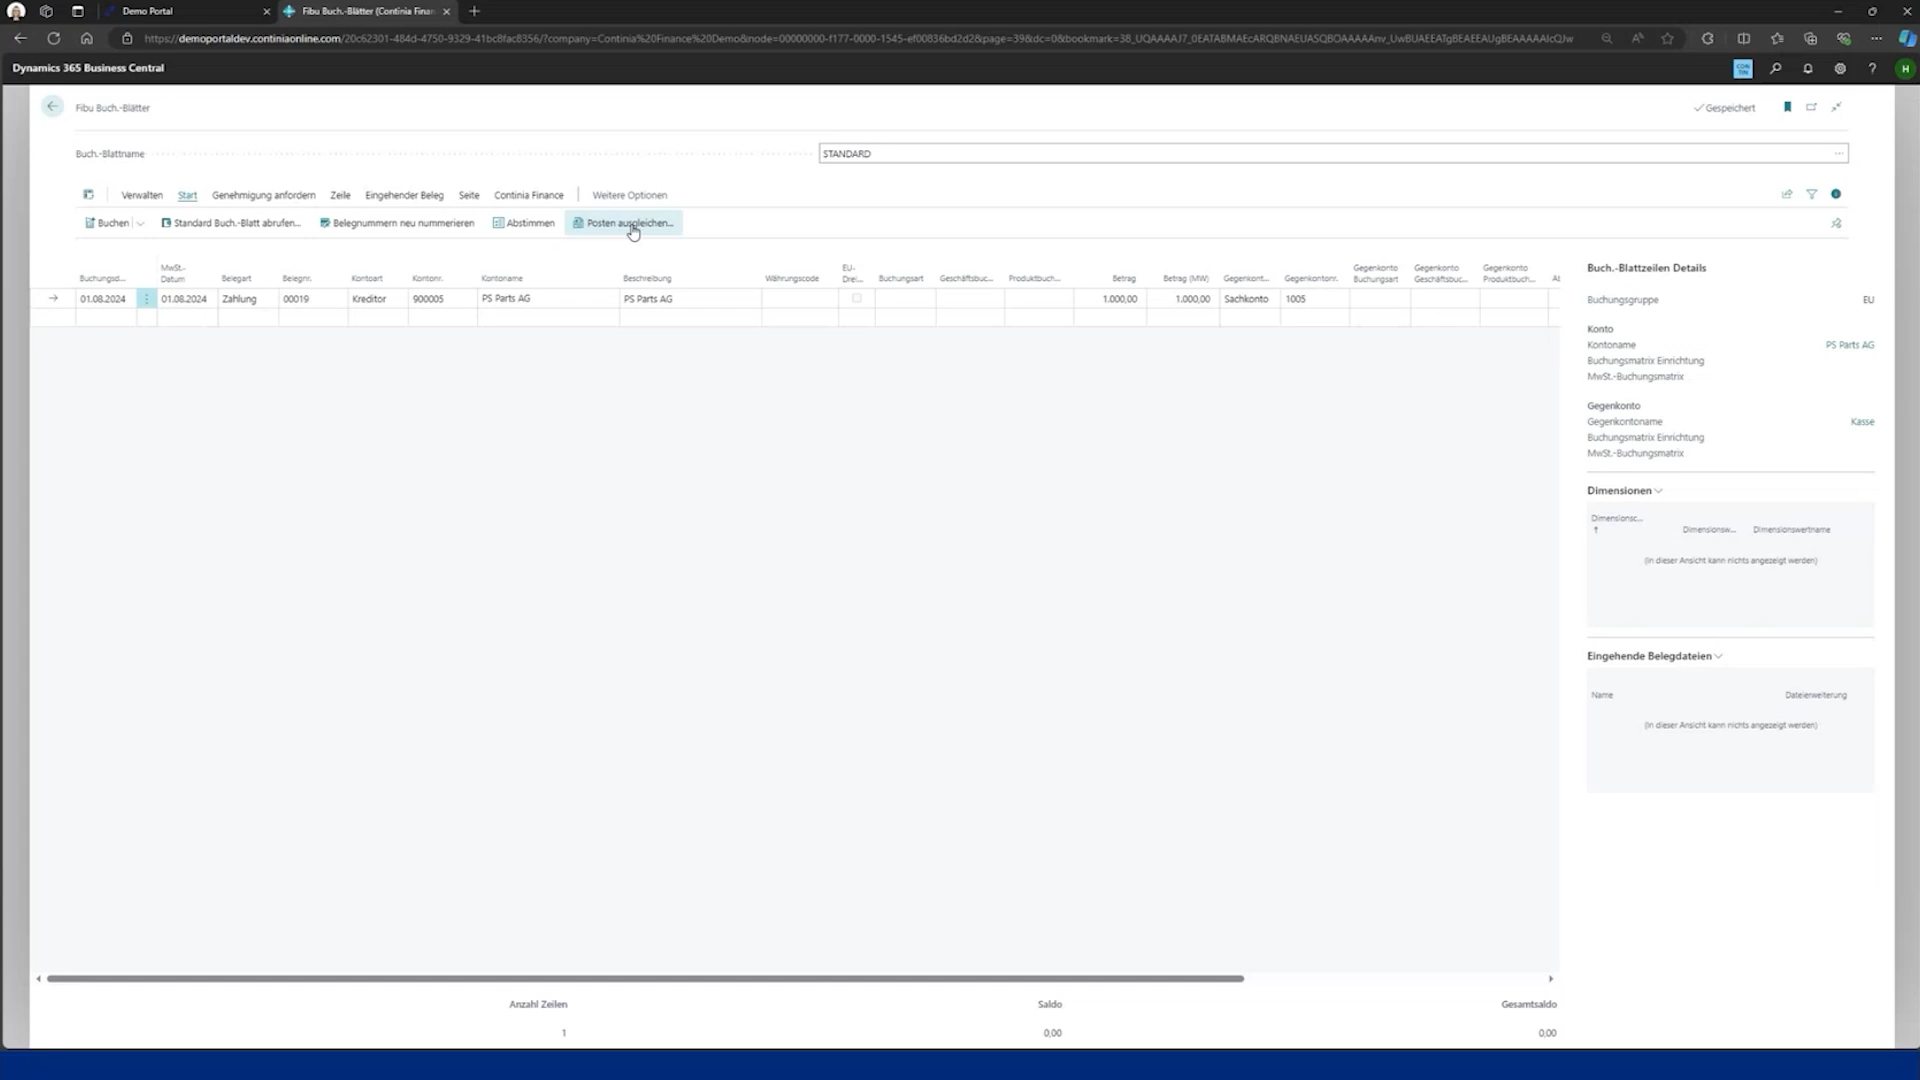 Demo Portal
Fibu Buch.-Blätter (Continia Finan
https://demoportaldev.continiaonline.com/20c62301-484d-4750-9329-41bc8fac8356/?company=Continia%20Finance%20Demo&node=00000000-f177-0000-1545-ef00836bd2d2&page=39&dc=0&bookmark=38_UQAAAAJ7_0EATABMAEcARQBNAEUASQBOAAAAAnv_UwBUAEEATgBEAEEAUgBEAAAAAIcQJw
Dynamics 365 Business Central
CON
TIN
?
H
Fibu Buch.-Blätter
Gespeichert
Buch.-Blattname
STANDARD
Verwalten Start Genehmigung anfordern Zeile Eingehender Beleg Seite Continia Finance Weitere Optionen
Buchen Standard Buch.-Blatt abrufen... Belegnummern neu nummerieren Abstimmen Posten ausgleichen...
Buchungsd... MwSt.-Datum Belegart Belegnr. Kontoart Kontonr. Kontoname Beschreibung Währungscode EU-Drei... Buchungsart Geschäftsbuc... Produktbuch... Betrag Betrag (MW) Gegenkont... Gegenkontonr. Gegenkonto Buchungsart Gegenkonto Geschäftsbuc... Gegenkonto Produktbuch... Al
01.08.2024 01.08.2024 Zahlung 00019 Kreditor 900005 PS Parts AG PS Parts AG 1.000,00 1.000,00 Sachkonto 1005
Buch.-Blattzeilen Details
Buchungsgruppe EU
Konto
Kontoname PS Parts AG
Buchungsmatrix Einrichtung
MwSt.-Buchungsmatrix
Gegenkonto
Gegenkontoname Kasse
Buchungsmatrix Einrichtung
MwSt.-Buchungsmatrix
Dimensionen
Dimensionsc...
↑ Dimensionsw... Dimensionswertname
(In dieser Ansicht kann nichts angezeigt werden)
Eingehende Belegdateien
Name Dateierweiterung
(In dieser Ansicht kann nichts angezeigt werden)
Anzahl Zeilen Saldo Gesamtsaldo
1 0,00 0,00